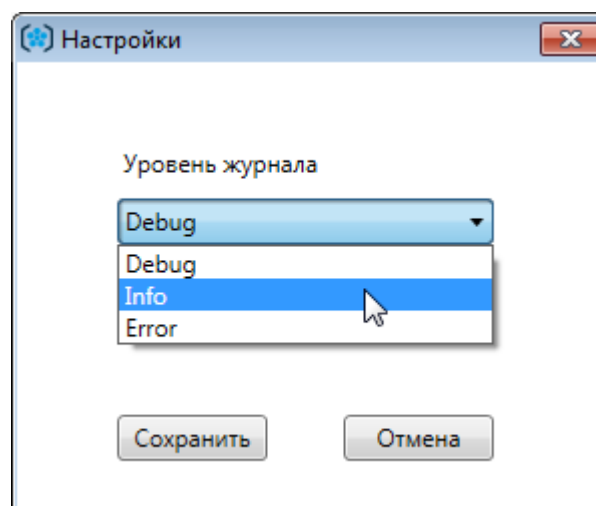 Настройки
Уровень журнала
Debug
Debug
Info
Error
Сохранить Отмена